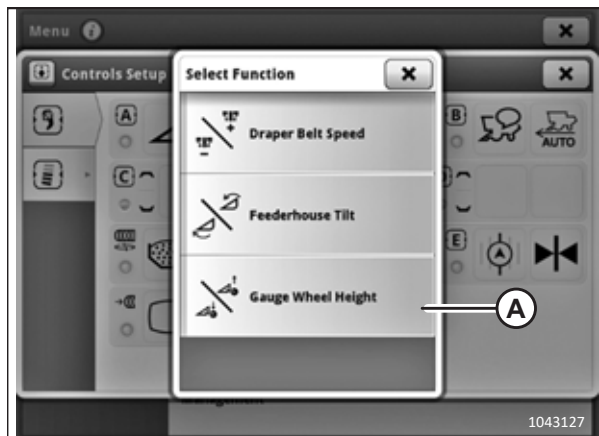 Menu i
Controls Setup
Select Function
A
B
Draper Belt Speed
AUTO
C
Feederhouse Tilt
E
Gauge Wheel Height
A
1043127